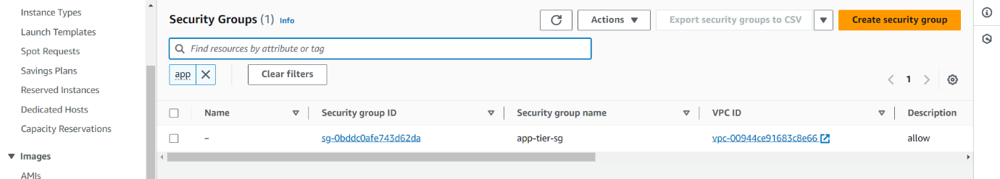 Instance Types
Launch Templates
Spot Requests
Savings Plans
Reserved Instances
Dedicated Hosts
Capacity Reservations
Images
AMIs
Security Groups (1) Info
Actions
Export security groups to CSV
Create security group
Find resources by attribute or tag
app
Clear filters
1
Name Security group ID Security group name VPC ID Description
– sg-0bddc0afe743d62da app-tier-sg vpc-00944ce91683c8e66 allow